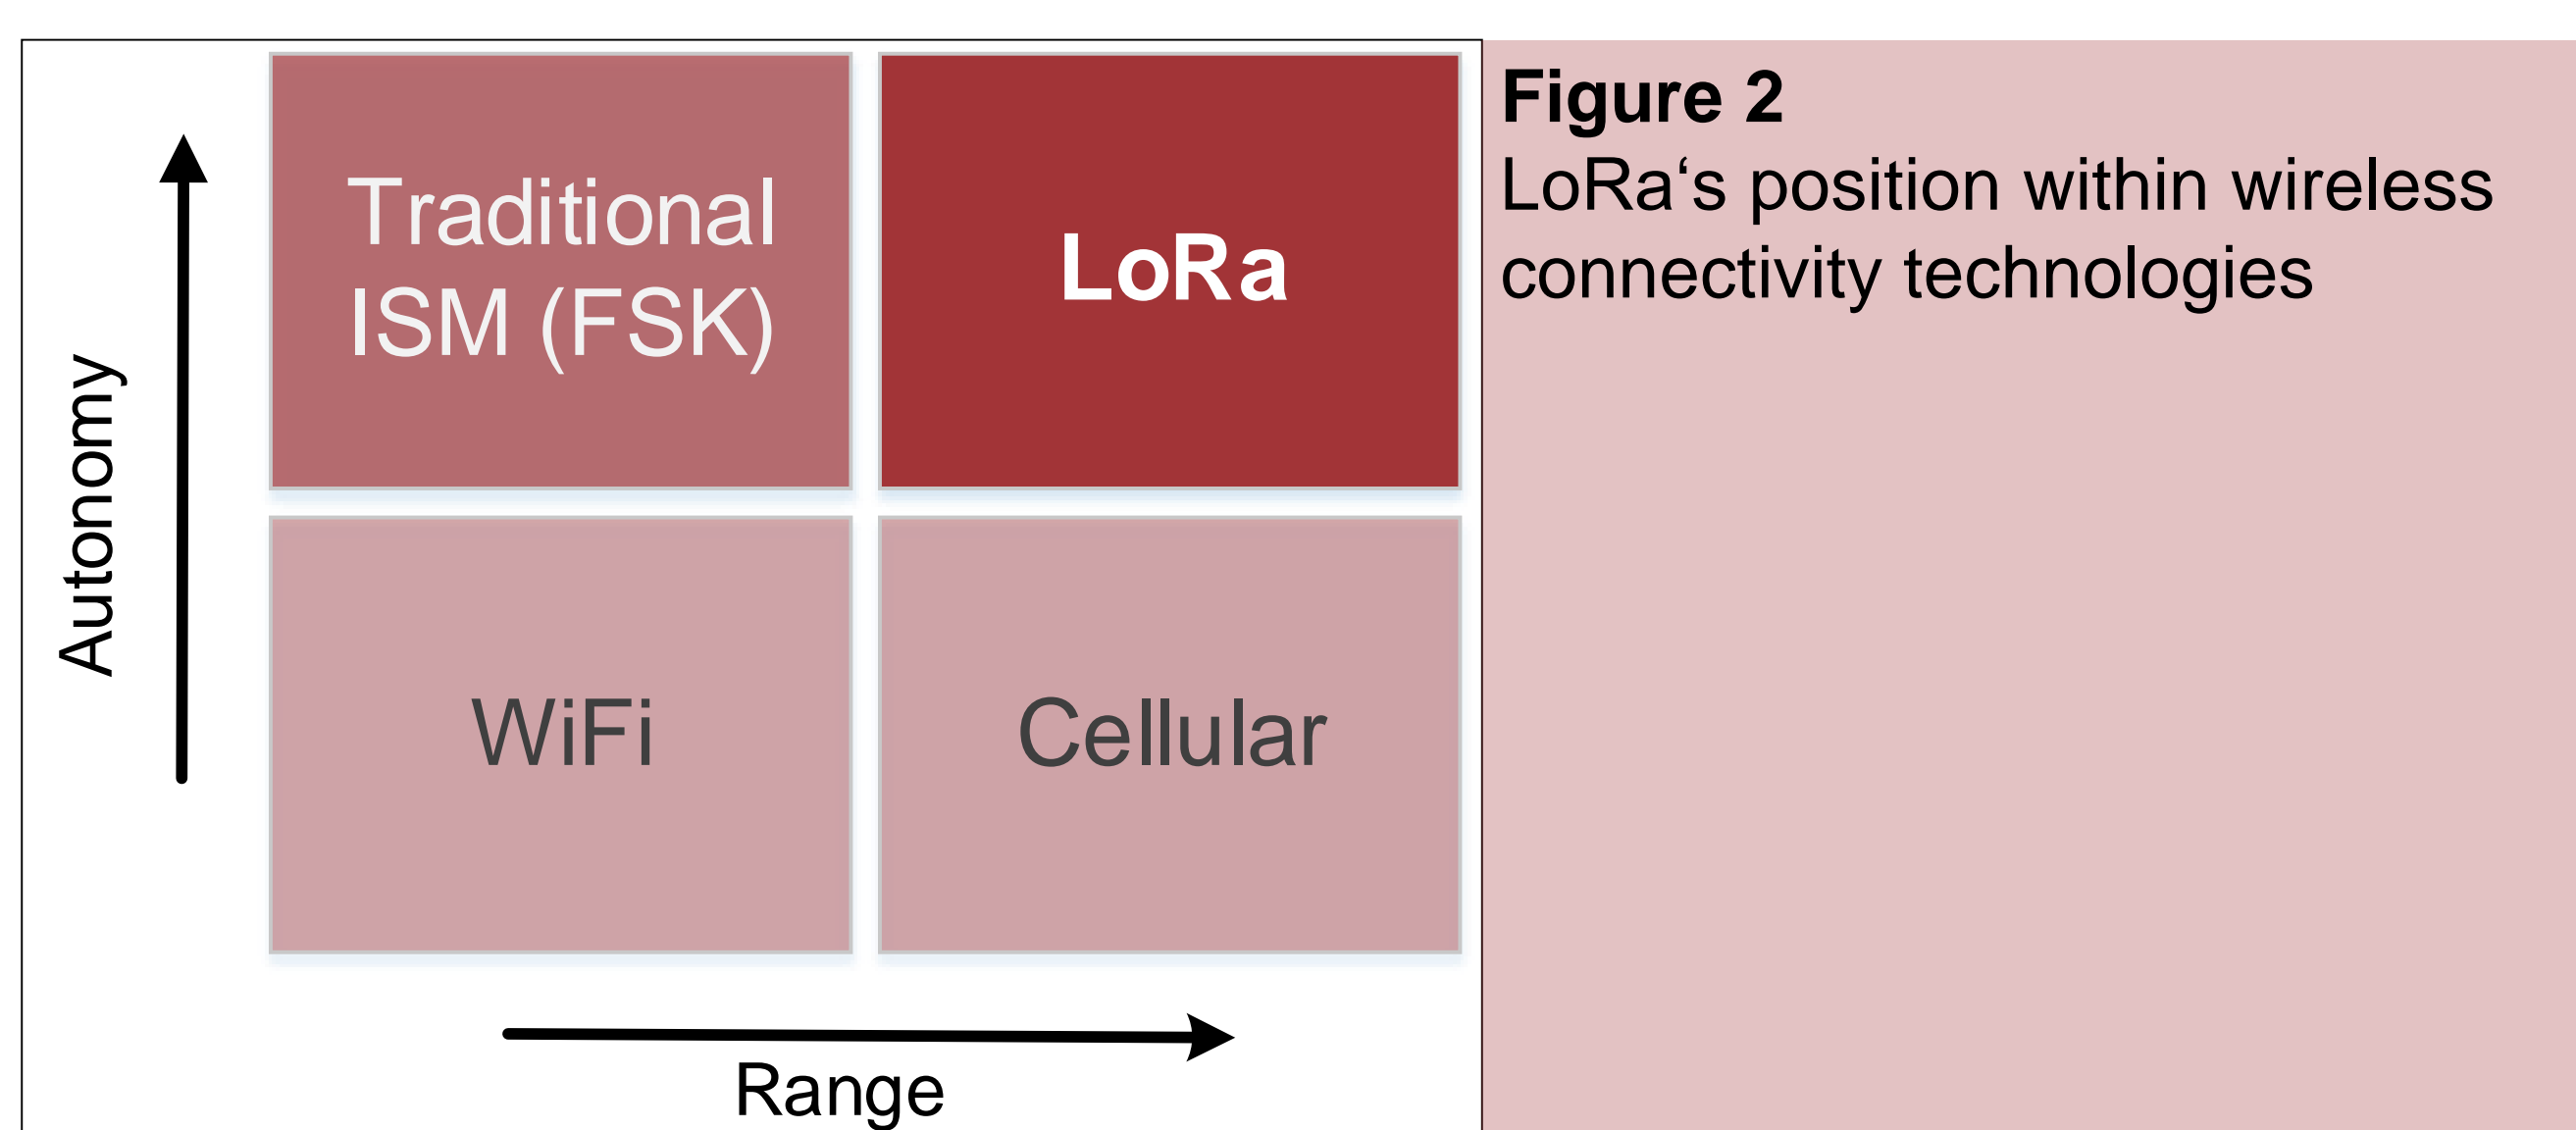 Autonomy
Traditional
ISM (FSK)
LoRa
WiFi
Cellular
Range
Figure 2
LoRa‘s position within wireless
connectivity technologies